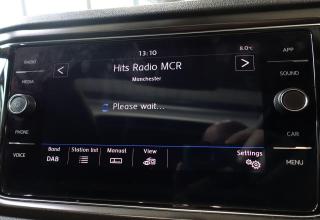 13:10
8.0°C
RADIO
APP
Hits Radio MCR
<
>
Manchester
MEDIA
SOUND
Please wait...
PHONE
CAR
VOICE
Band
Station list
Manual
View
Settings
DAB
MENU